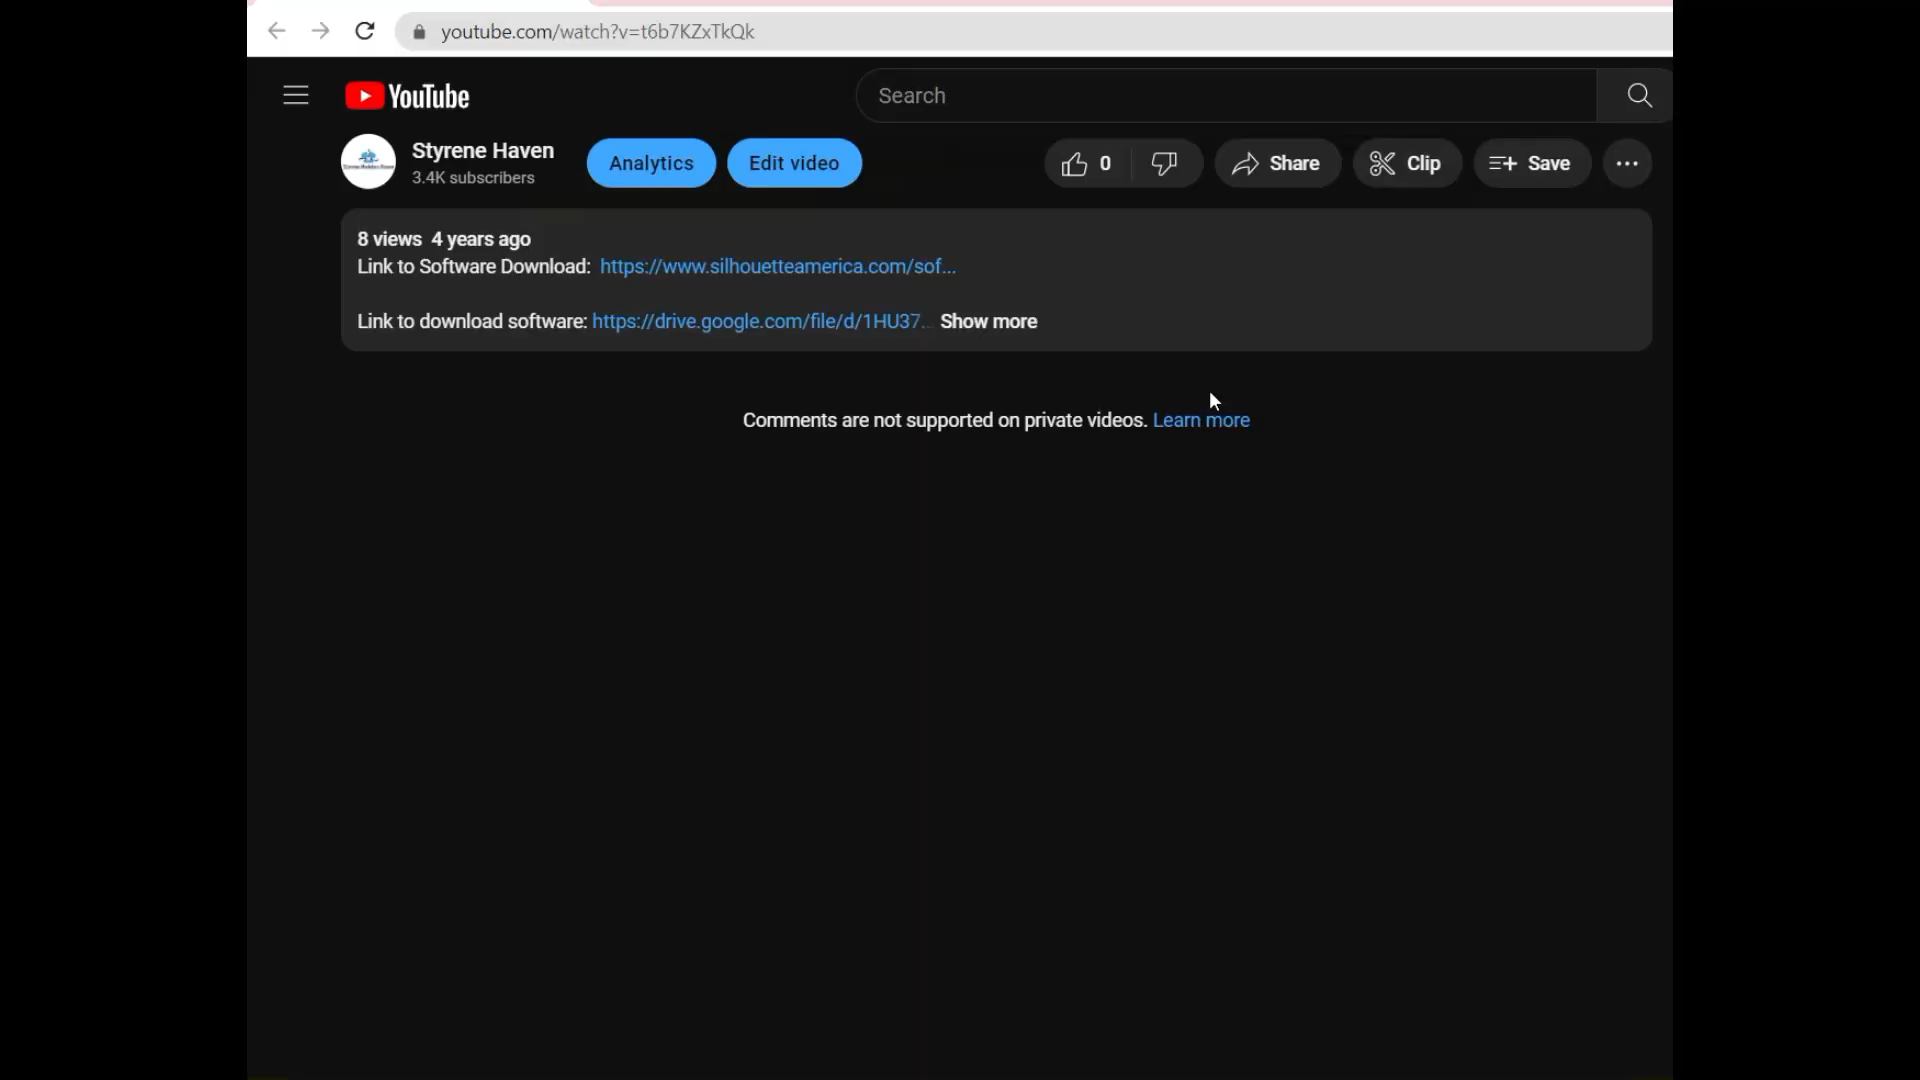 youtube.com/watch?v=t6b7KZxTkQk
YouTube
Search
Styrene Haven
3.4K subscribers
Analytics
Edit video
0
Share
Clip
Save
8 views 4 years ago
Link to Software Download: https://www.silhouetteamerica.com/sof...
Link to download software: https://drive.google.com/file/d/1HU37... Show more
Comments are not supported on private videos. Learn more